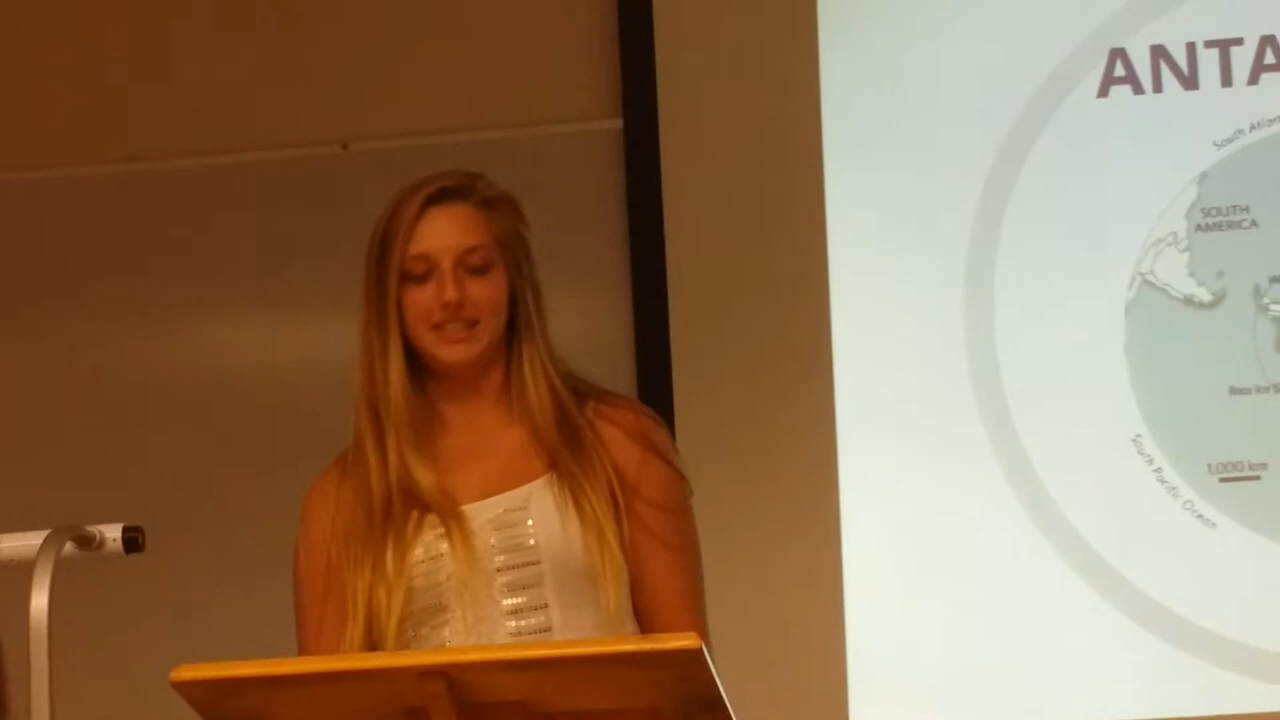 ANTA
South Atlan
SOUTH
AMERICA
South Pacific Ocean
1,000 km